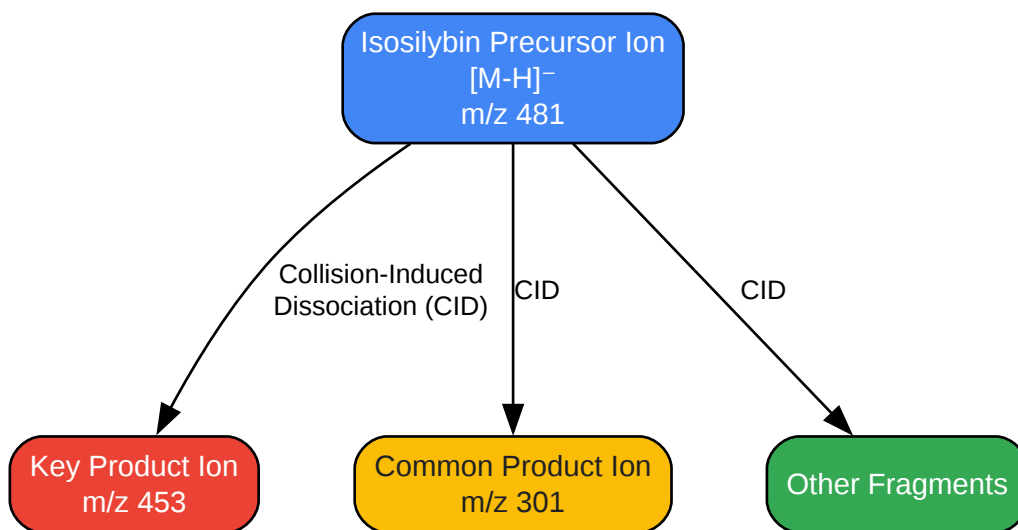 Isosilybin Precursor Ion
[M-H]⁻
m/z 481
Collision-Induced
Dissociation (CID)
CID
CID
Key Product Ion
m/z 453
Common Product Ion
m/z 301
Other Fragments